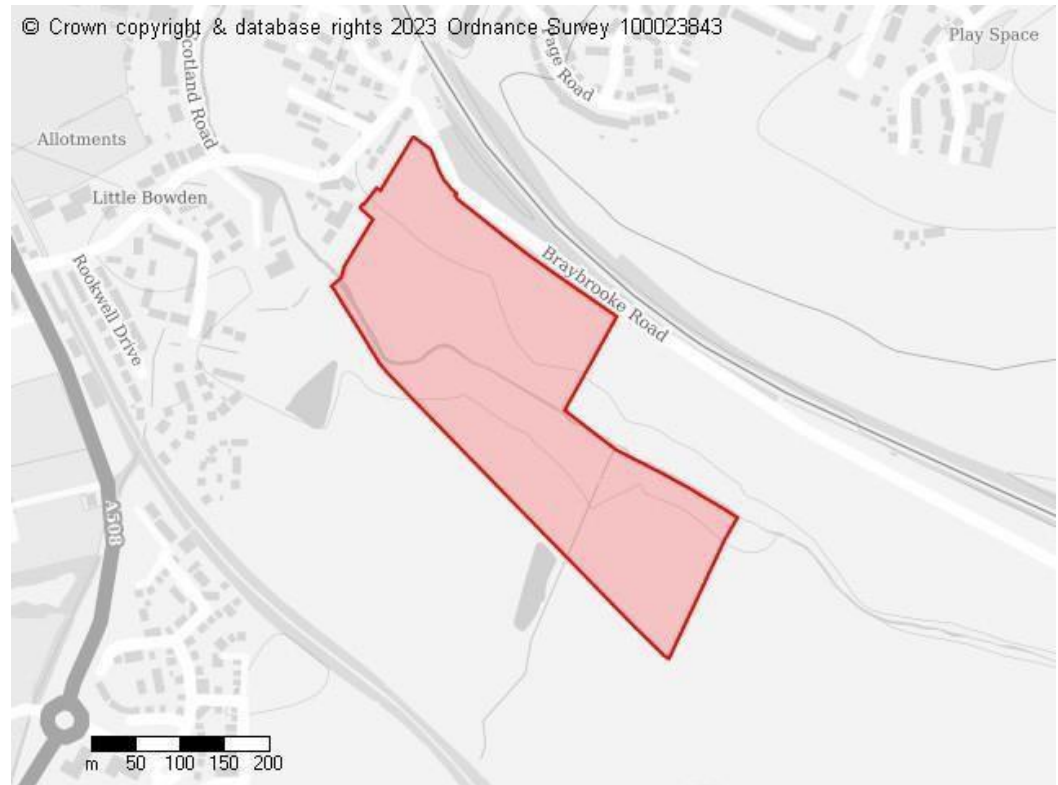 © Crown copyright & database rights 2023 Ordnance Survey 100023843
Play Space
Scotland Road
Allotments
Little Bowden
Rookwell Drive
Braybrooke Road
A508
m 50 100 150 200